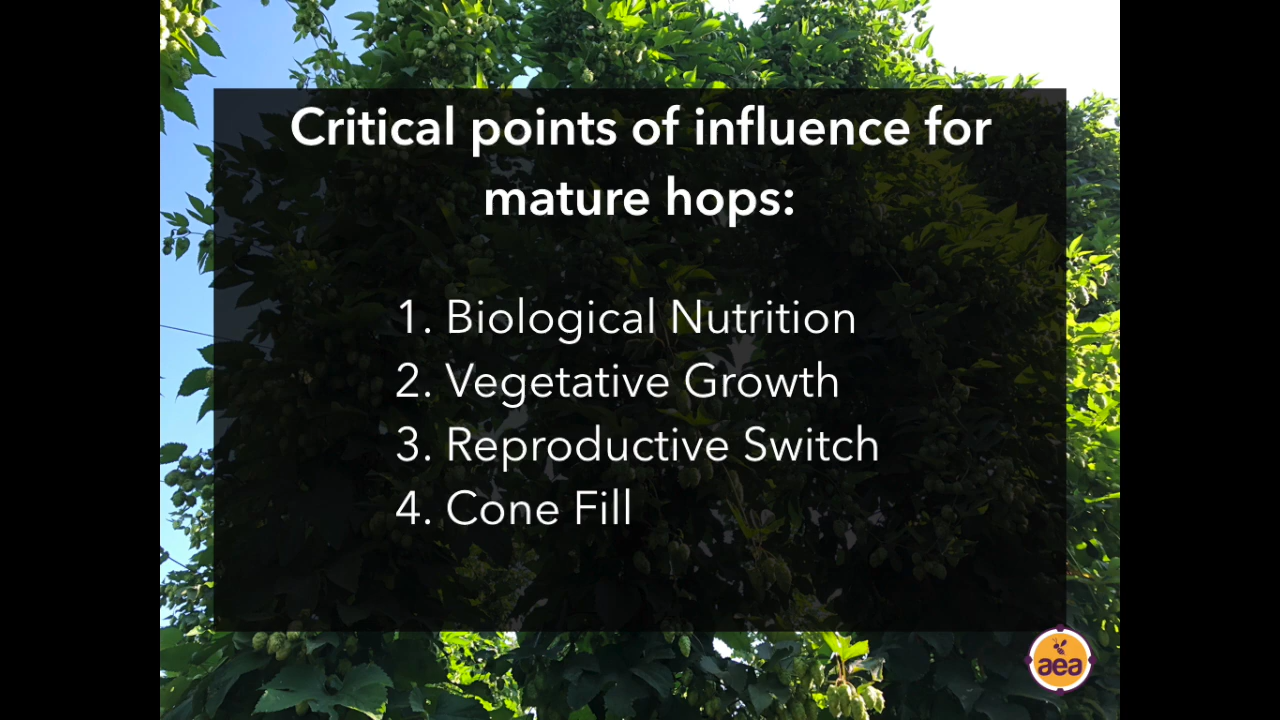 Critical points of influence for
mature hops:
1. Biological Nutrition
2. Vegetative Growth
3. Reproductive Switch
4. Cone Fill
aea